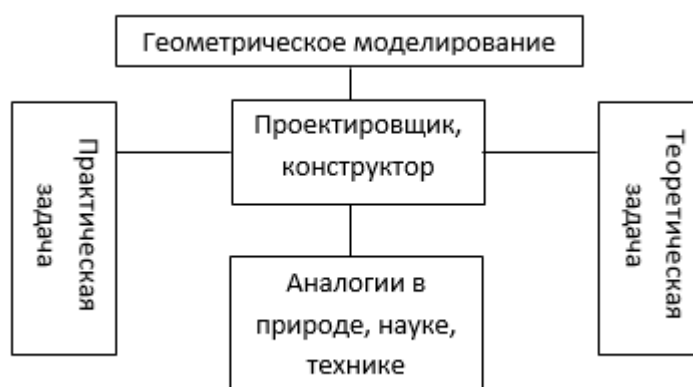 Геометрическое моделирование
Практическая
задача
Проектировщик,
конструктор
Теоретическая
задача
Аналогии в
природе, науке,
технике